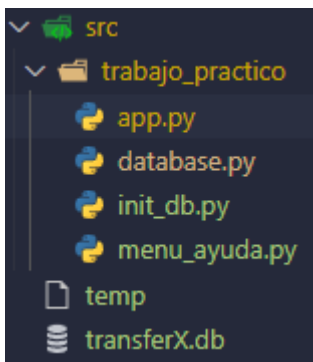 src
trabajo_practico
app.py
database.py
init_db.py
menu_ayuda.py
temp
transferX.db